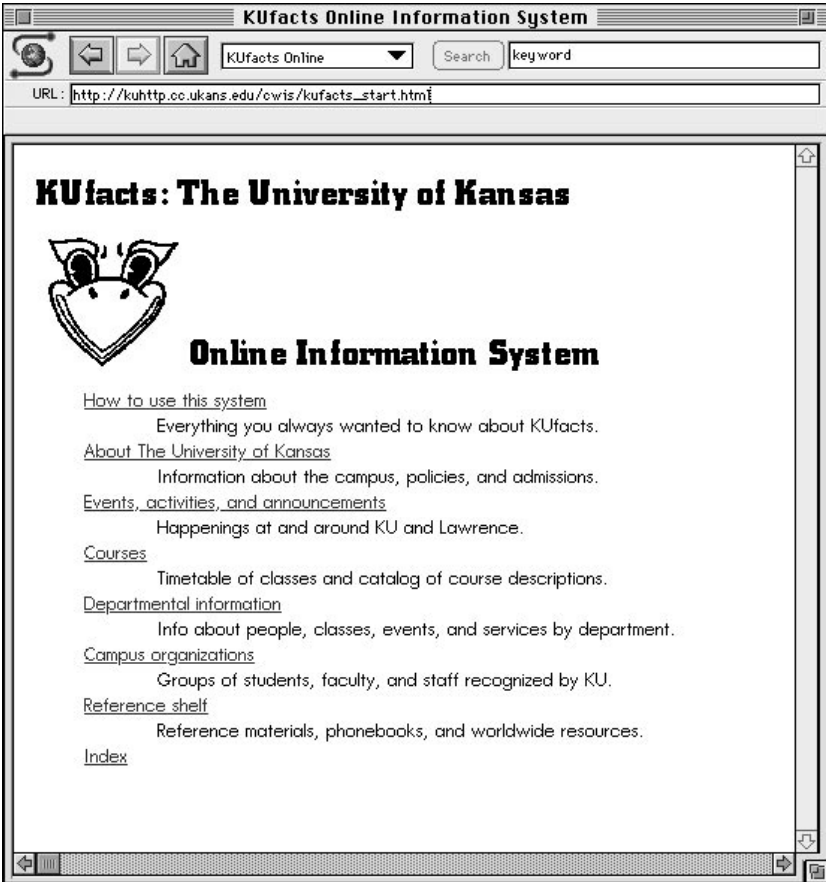 KUfacts Online Information System
KUfacts Online
Search
keyword
URL: http://kuhttp.cc.ukans.edu/cwis/kufacts_start.html
KUfacts: The University of Kansas
Online Information System
How to use this system
Everything you always wanted to know about KUfacts.
About The University of Kansas
Information about the campus, policies, and admissions.
Events, activities, and announcements
Happenings at and around KU and Lawrence.
Courses
Timetable of classes and catalog of course descriptions.
Departmental information
Info about people, classes, events, and services by department.
Campus organizations
Groups of students, faculty, and staff recognized by KU.
Reference shelf
Reference materials, phonebooks, and worldwide resources.
Index